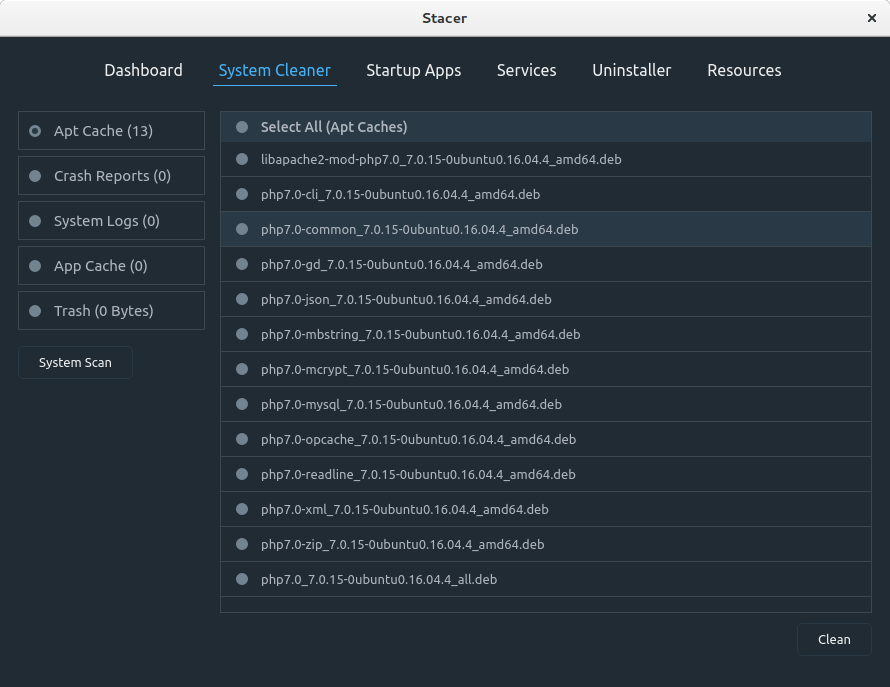 Stacer
Dashboard System Cleaner Startup Apps Services Uninstaller Resources
Apt Cache (13)
Crash Reports (0)
System Logs (0)
App Cache (0)
Trash (0 Bytes)
System Scan
Select All (Apt Caches)
libapache2-mod-php7.0_7.0.15-0ubuntu0.16.04.4_amd64.deb
php7.0-cli_7.0.15-0ubuntu0.16.04.4_amd64.deb
php7.0-common_7.0.15-0ubuntu0.16.04.4_amd64.deb
php7.0-gd_7.0.15-0ubuntu0.16.04.4_amd64.deb
php7.0-json_7.0.15-0ubuntu0.16.04.4_amd64.deb
php7.0-mbstring_7.0.15-0ubuntu0.16.04.4_amd64.deb
php7.0-mcrypt_7.0.15-0ubuntu0.16.04.4_amd64.deb
php7.0-mysql_7.0.15-0ubuntu0.16.04.4_amd64.deb
php7.0-opcache_7.0.15-0ubuntu0.16.04.4_amd64.deb
php7.0-readline_7.0.15-0ubuntu0.16.04.4_amd64.deb
php7.0-xml_7.0.15-0ubuntu0.16.04.4_amd64.deb
php7.0-zip_7.0.15-0ubuntu0.16.04.4_amd64.deb
php7.0_7.0.15-0ubuntu0.16.04.4_all.deb
Clean